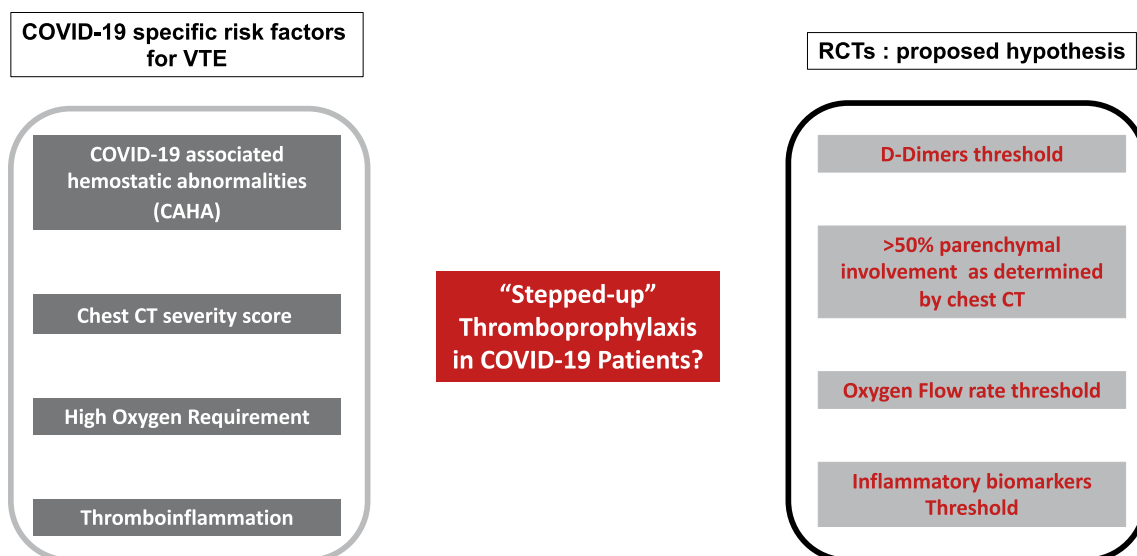 COVID-19 specific risk factors
for VTE
COVID-19 associated
hemostatic abnormalities
(CAHA)
Chest CT severity score
High Oxygen Requirement
Thromboinflammation
“Stepped-up”
Thromboprophylaxis
in COVID-19 Patients?
RCTs : proposed hypothesis
D-Dimers threshold
>50% parenchymal
involvement as determined
by chest CT
Oxygen Flow rate threshold
Inflammatory biomarkers
Threshold